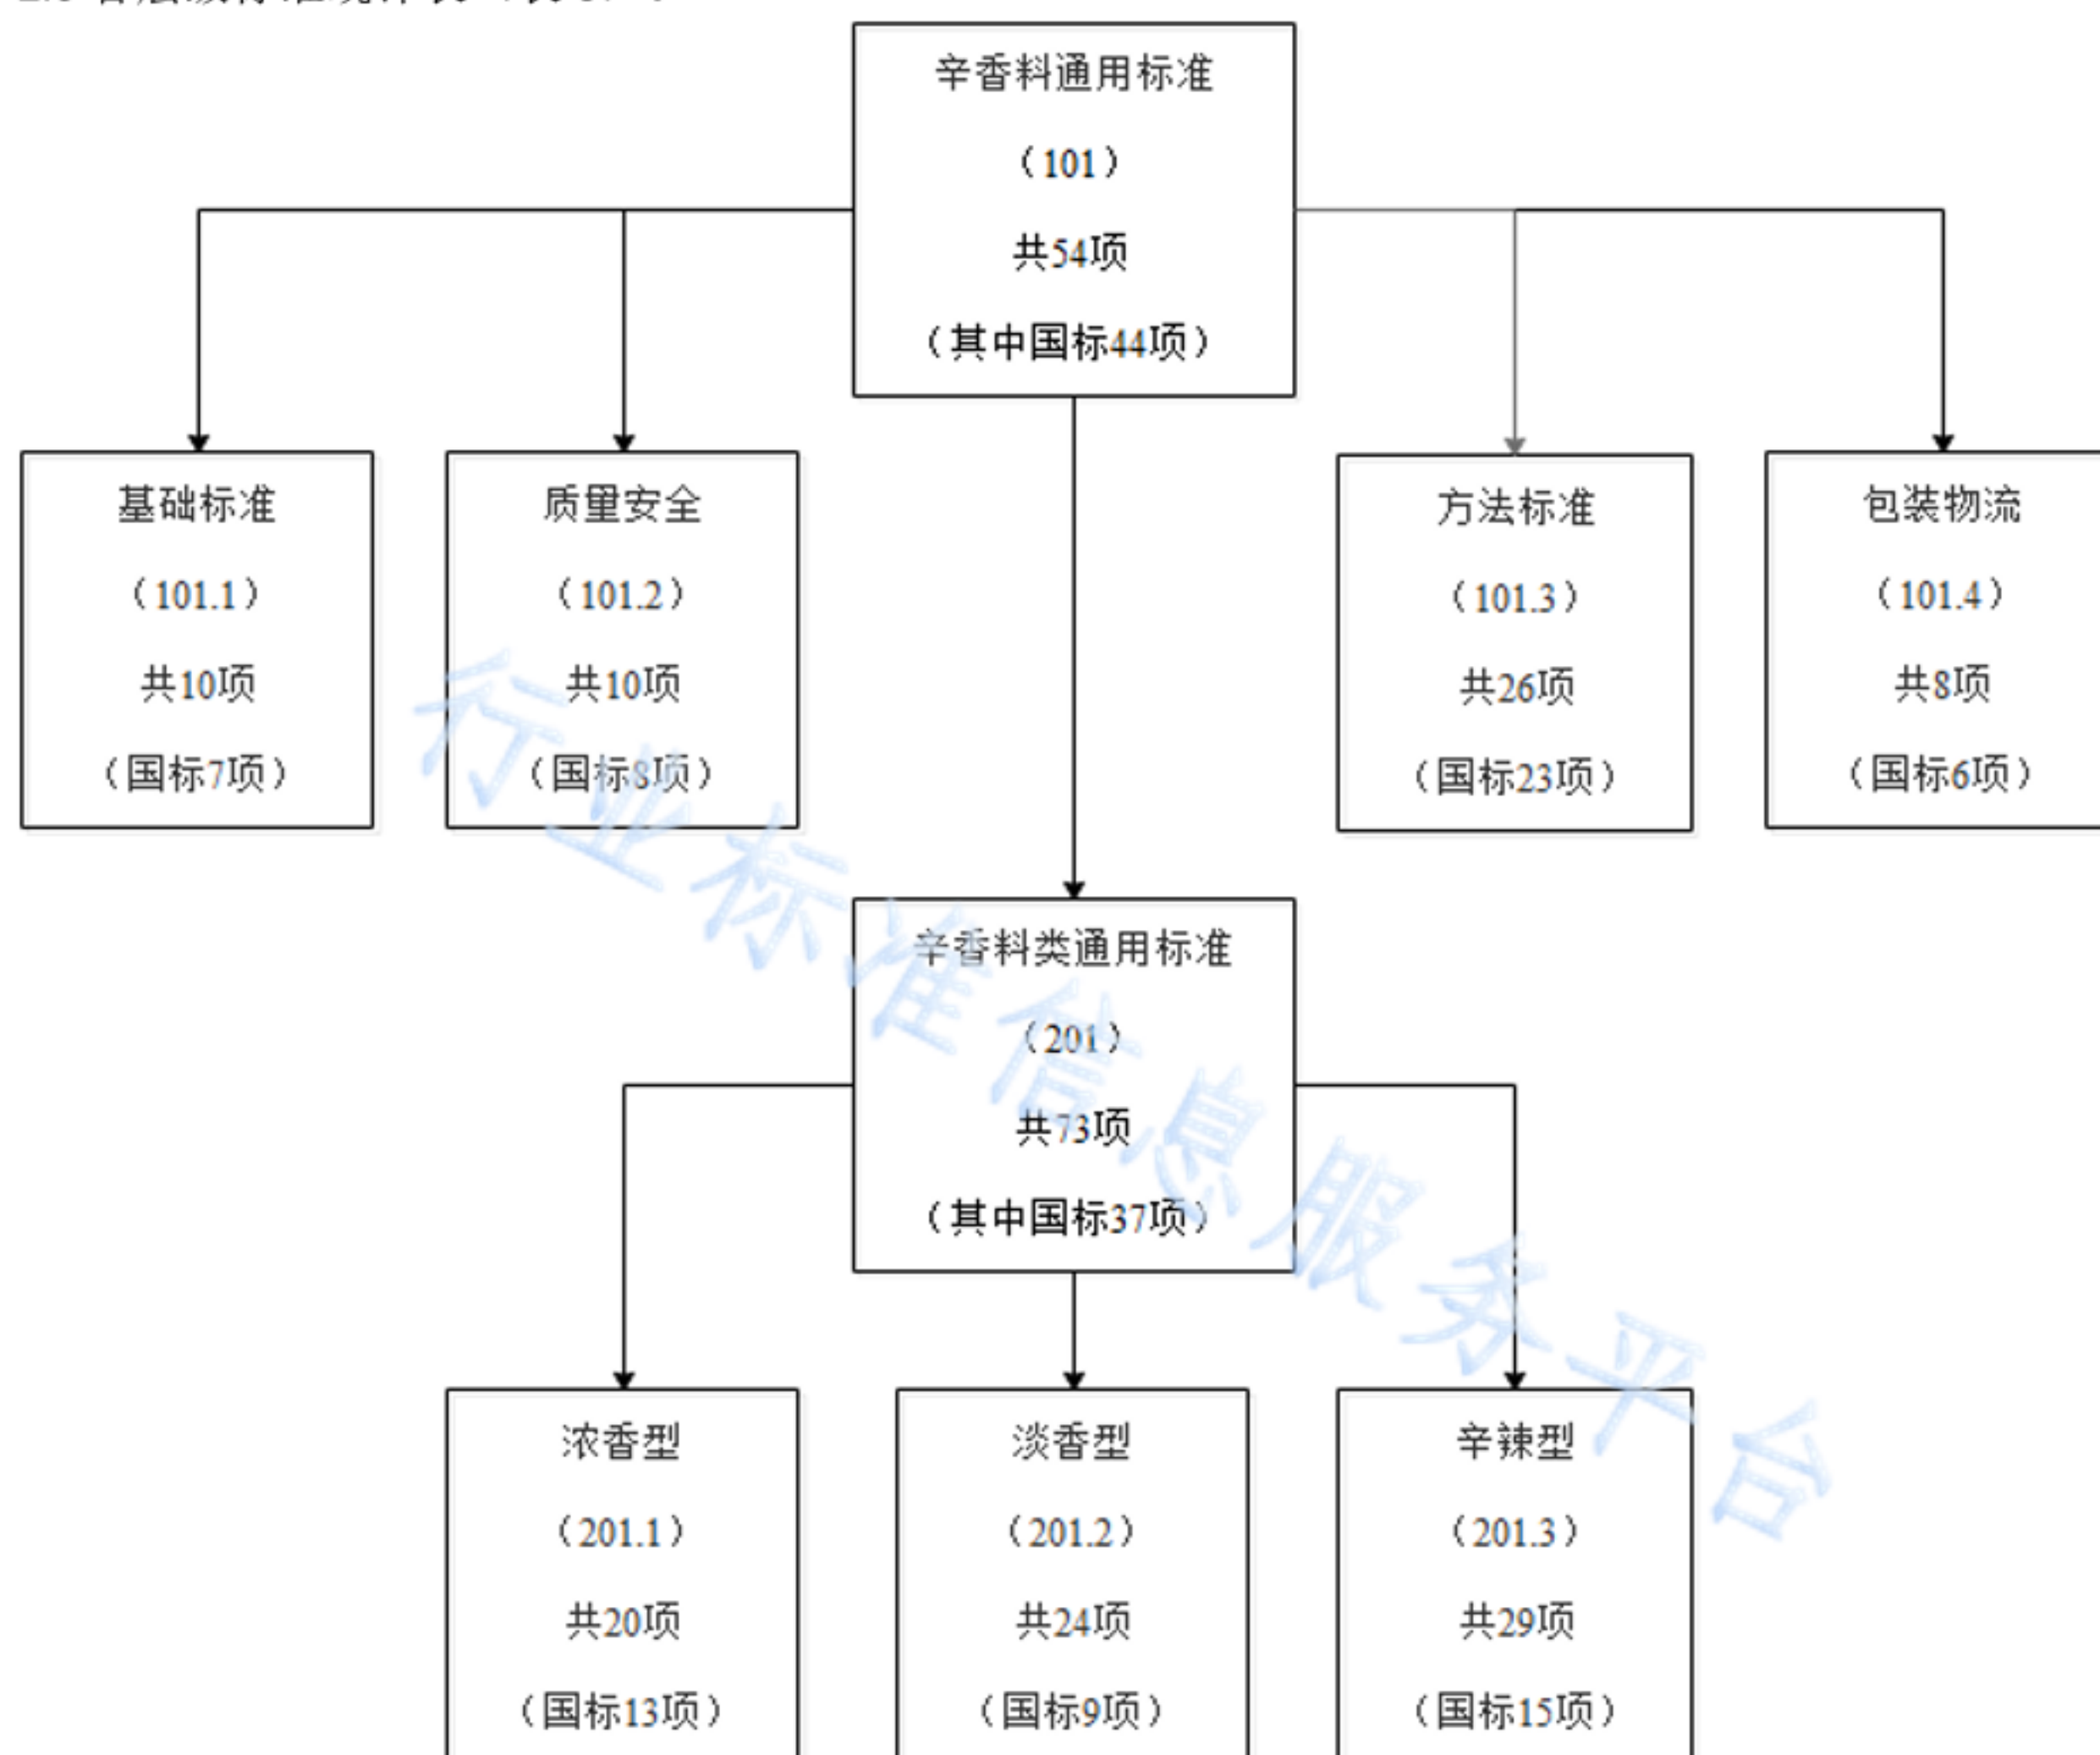 辛香料通用标准
（101）
共54项
（其中国标44项）
基础标准
（101.1）
共10项
（国标7项）
质量安全
（101.2）
共10项
（国标8项）
方法标准
（101.3）
共26项
（国标23项）
包装物流
（101.4）
共8项
（国标6项）
辛香料类通用标准
（201）
共73项
（其中国标37项）
浓香型
（201.1）
共20项
（国标13项）
淡香型
（201.2）
共24项
（国标9项）
辛辣型
（201.3）
共29项
（国标15项）
行业标准信息服务平台